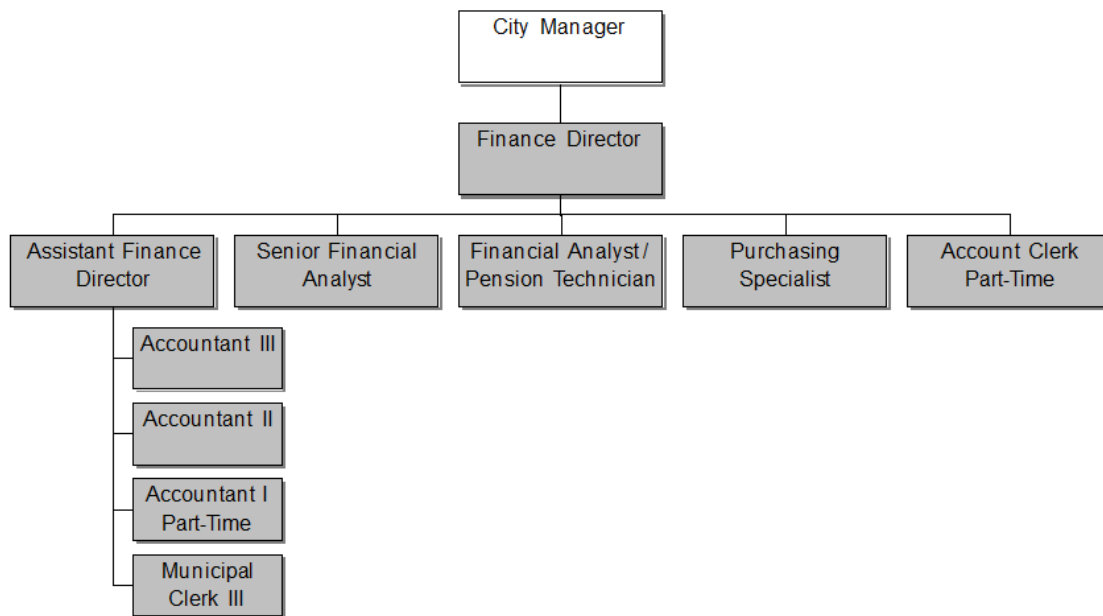 City Manager
Finance Director
Assistant Finance
Director
Senior Financial
Analyst
Financial Analyst/
Pension Technician
Purchasing
Specialist
Account Clerk
Part-Time
Accountant III
Accountant II
Accountant I
Part-Time
Municipal
Clerk III